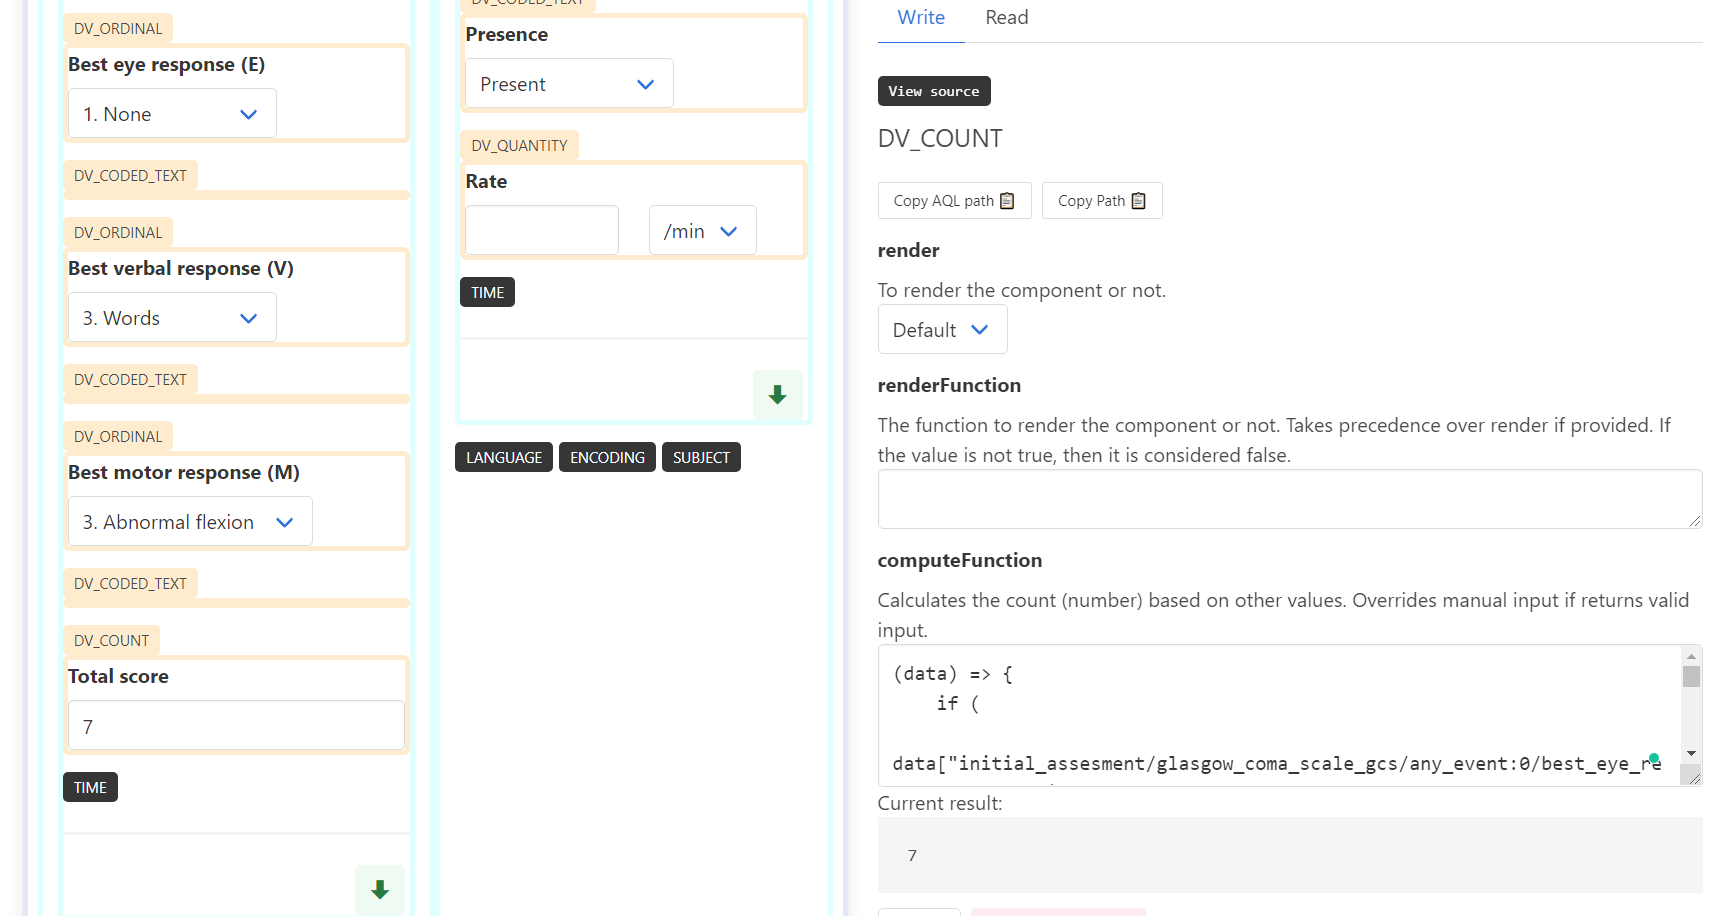 DV_ORDINAL
Best eye response (E)
1. None
DV_CODED_TEXT
DV_ORDINAL
Best verbal response (V)
3. Words
DV_CODED_TEXT
DV_ORDINAL
Best motor response (M)
3. Abnormal flexion
DV_CODED_TEXT
DV_COUNT
Total score
7
TIME
DV_CODED_TEXT
Presence
Present
DV_QUANTITY
Rate
/min
TIME
LANGUAGE ENCODING SUBJECT
Write Read
View source
DV_COUNT
Copy AQL path Copy Path
render
To render the component or not.
Default
renderFunction
The function to render the component or not. Takes precedence over render if provided. If
the value is not true, then it is considered false.
computeFunction
Calculates the count (number) based on other values. Overrides manual input if returns valid
input.
(data) => {
if (
data["initial_assesment/glasgow_coma_scale_gcs/any_event:0/best_eye_re
Current result:
7